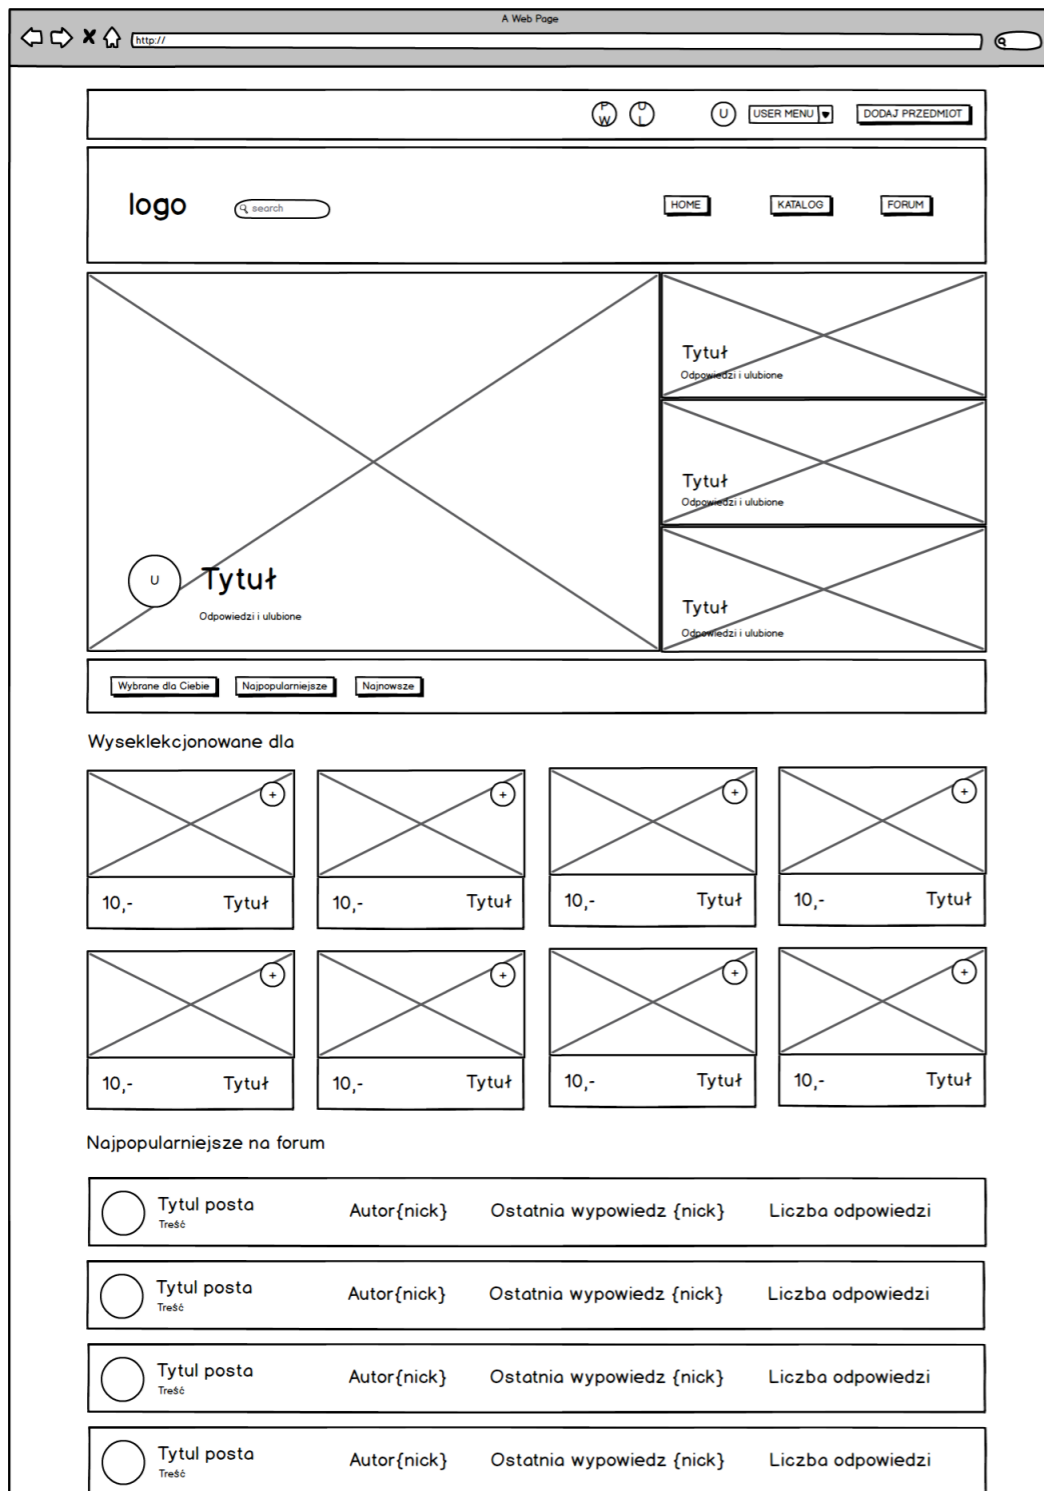 A Web Page
http://
P W
U L
U
USER MENU
DODAJ PRZEDMIOT
logo
search
HOME
KATALOG
FORUM
Tytuł
Odpowiedzi i ulubione
Tytuł
Odpowiedzi i ulubione
Tytuł
Odpowiedzi i ulubione
U
Tytuł
Odpowiedzi i ulubione
Wybrane dla Ciebie
Najpopularniejsze
Najnowsze
Wyseklekcjonowane dla
+
+
+
+
10,- Tytuł
10,- Tytuł
10,- Tytuł
10,- Tytuł
+
+
+
+
10,- Tytuł
10,- Tytuł
10,- Tytuł
10,- Tytuł
Najpopularniejsze na forum
Tytul posta
Treść
Autor{nick}
Ostatnia wypowiedz {nick}
Liczba odpowiedzi
Tytul posta
Treść
Autor{nick}
Ostatnia wypowiedz {nick}
Liczba odpowiedzi
Tytul posta
Treść
Autor{nick}
Ostatnia wypowiedz {nick}
Liczba odpowiedzi
Tytul posta
Treść
Autor{nick}
Ostatnia wypowiedz {nick}
Liczba odpowiedzi